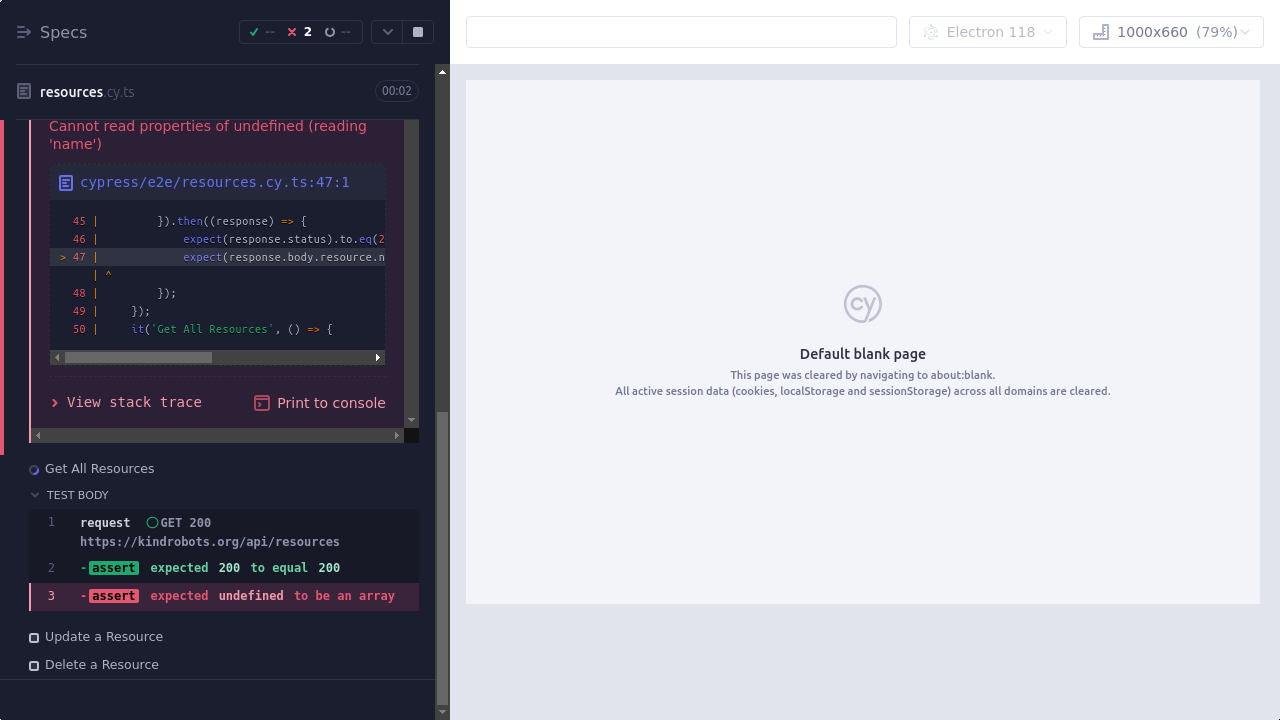 Specs
-- 2 --
Electron 118
1000x660 (79%)
resources.cy.ts
00:02
Cannot read properties of undefined (reading
'name')
cypress/e2e/resources.cy.ts:47:1
45 | }).then((response) => {
46 | expect(response.status).to.eq(2
> 47 | expect(response.body.resource.n
| ^
48 | });
49 | });
50 | it('Get All Resources', () => {
View stack trace
Print to console
Get All Resources
TEST BODY
1 request GET 200
https://kindrobots.org/api/resources
2 -assert expected 200 to equal 200
3 -assert expected undefined to be an array
Update a Resource
Delete a Resource
cy
Default blank page
This page was cleared by navigating to about:blank.
All active session data (cookies, localStorage and sessionStorage) across all domains are cleared.